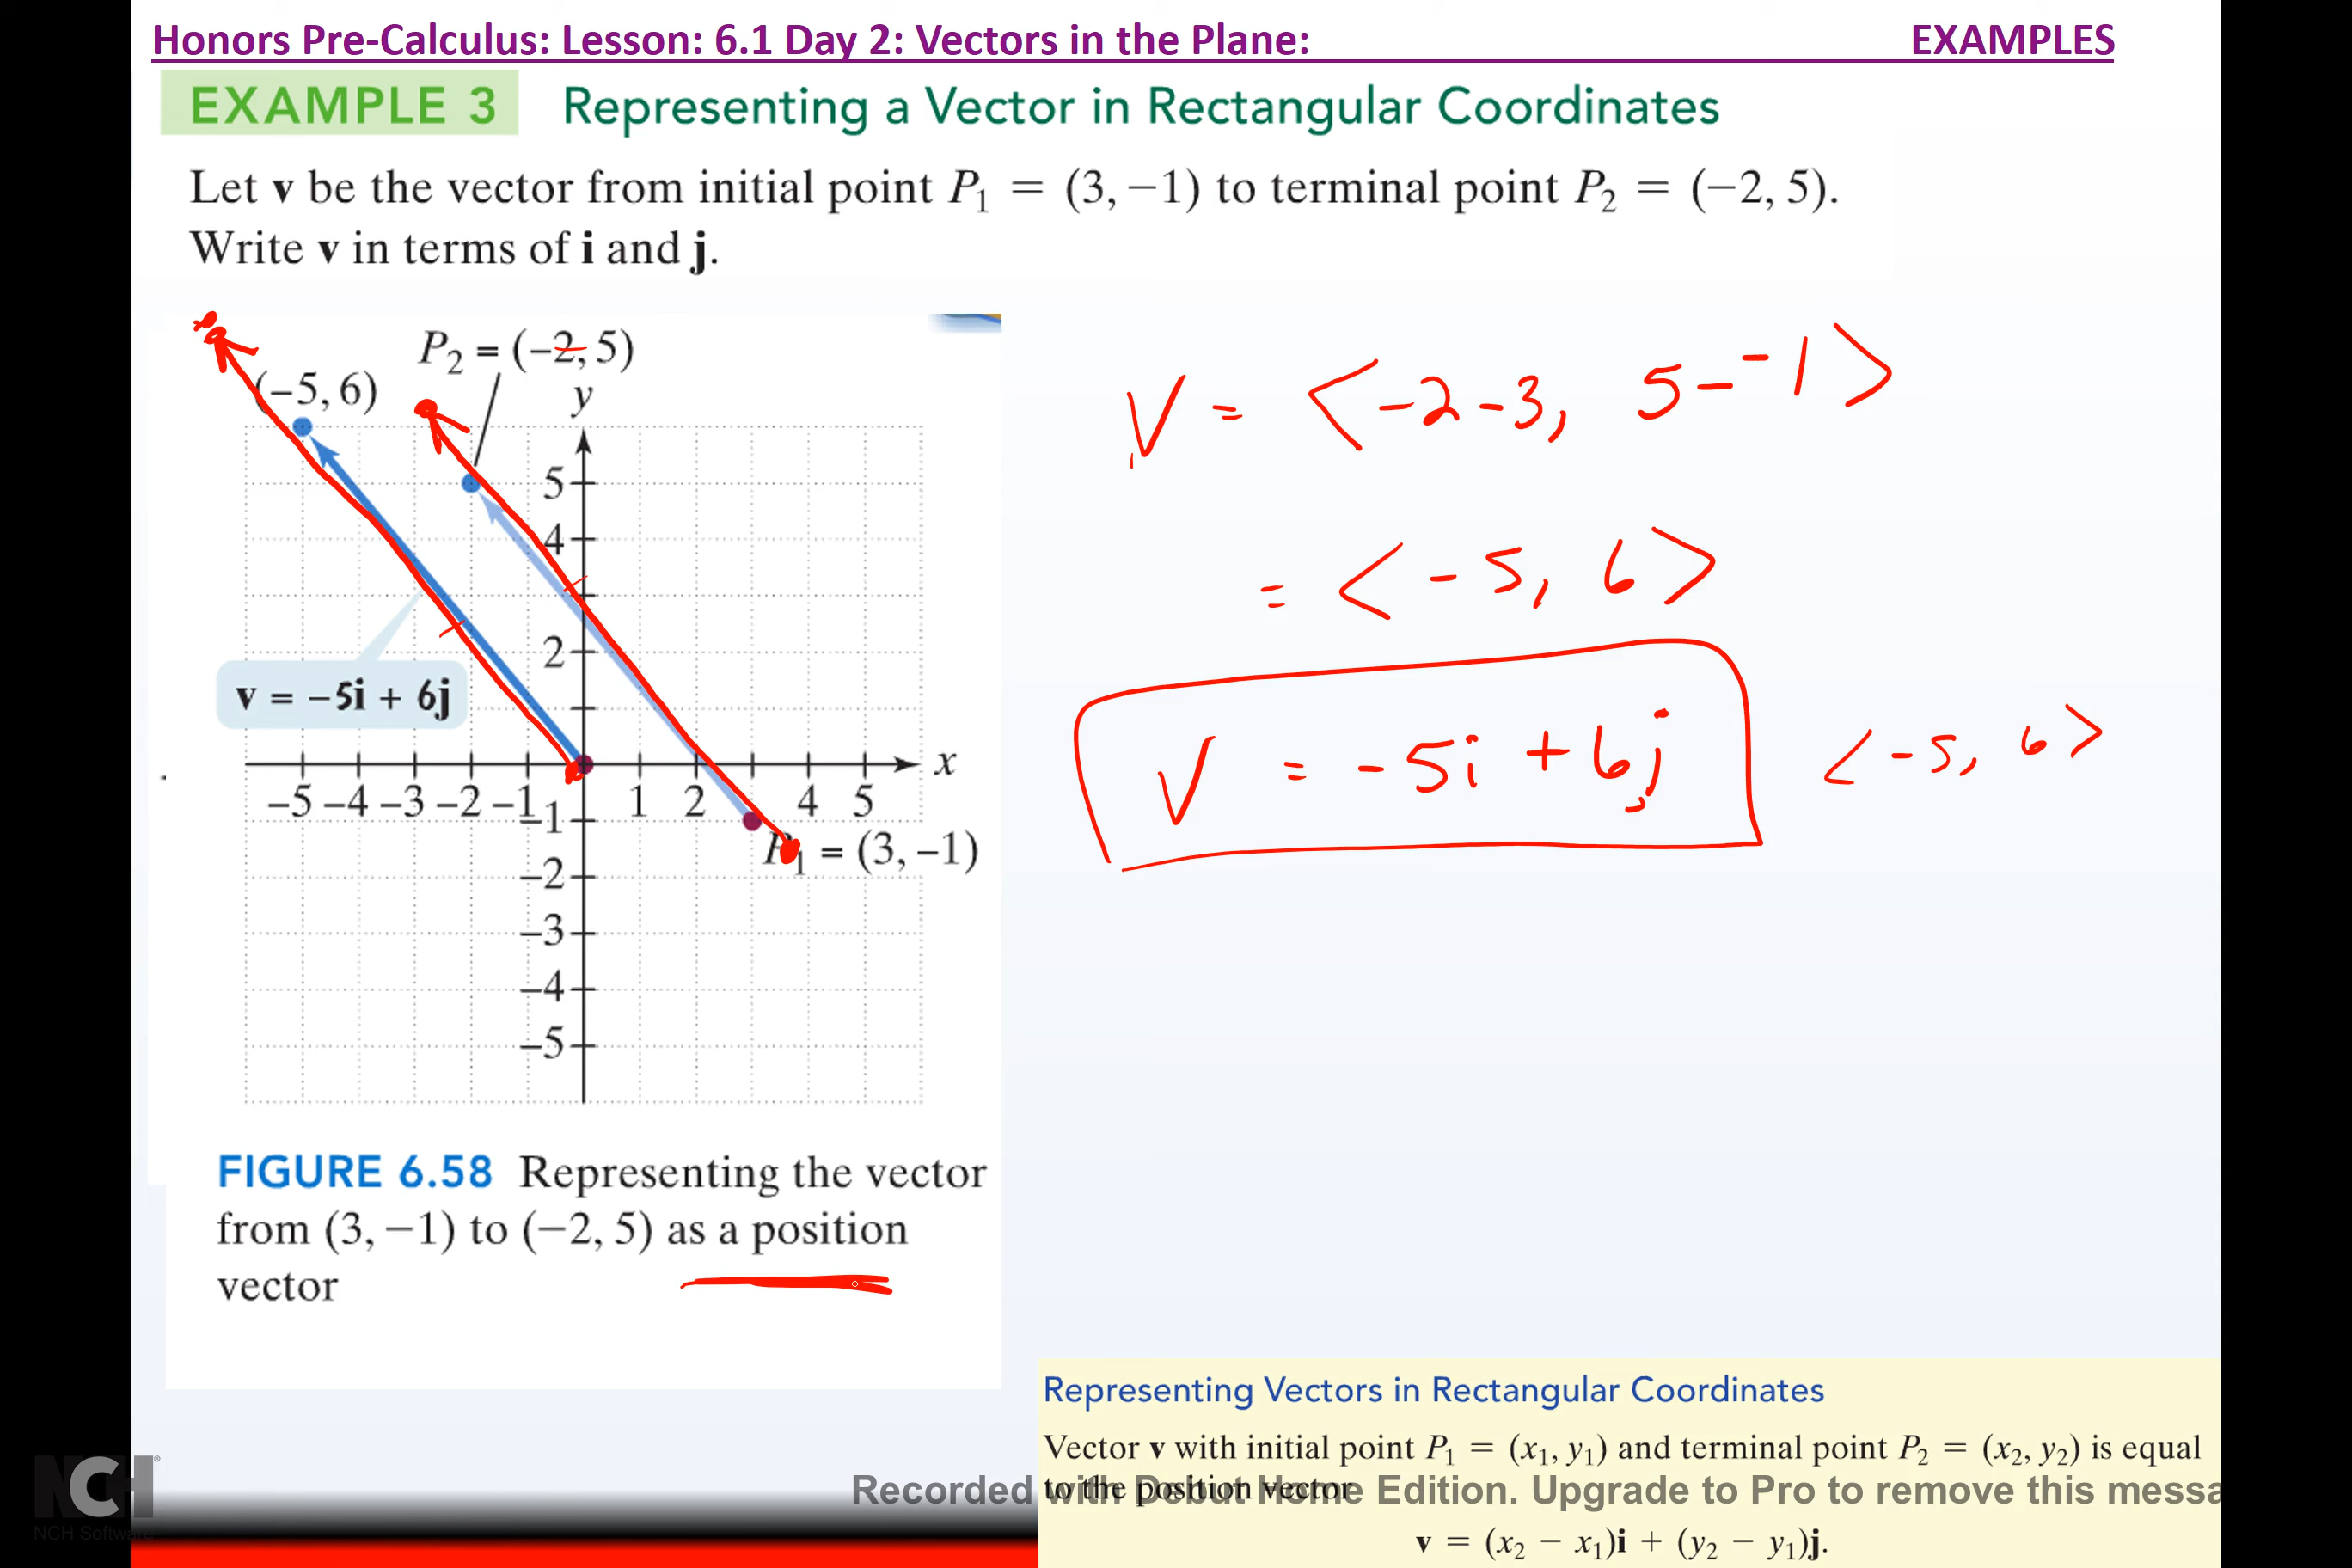 Honors Pre-Calculus: Lesson: 6.1 Day 2: Vectors in the Plane: EXAMPLES
EXAMPLE 3 Representing a Vector in Rectangular Coordinates
Let v be the vector from initial point P₁ = (3, −1) to terminal point P₂ = (−2, 5).
Write v in terms of i and j.
P₂ = (−2, 5)
(−5, 6)
y
5
4
2
v = −5i + 6j
x
−5 −4 −3 −2 −1 1 1 2 4 5
−1
P₁ = (3, −1)
−2
−3
−4
−5
V = <-2-3, 5-⁻1>
= <-5, 6>
V = -5i + 6j
<-5, 6>
FIGURE 6.58 Representing the vector
from (3, −1) to (−2, 5) as a position
vector
Representing Vectors in Rectangular Coordinates
Vector v with initial point P₁ = (x₁, y₁) and terminal point P₂ = (x₂, y₂) is equal
to the position vector
v = (x₂ − x₁)i + (y₂ − y₁)j.
Recorded with Debut Home Edition. Upgrade to Pro to remove this messa
NCH
NCH Software